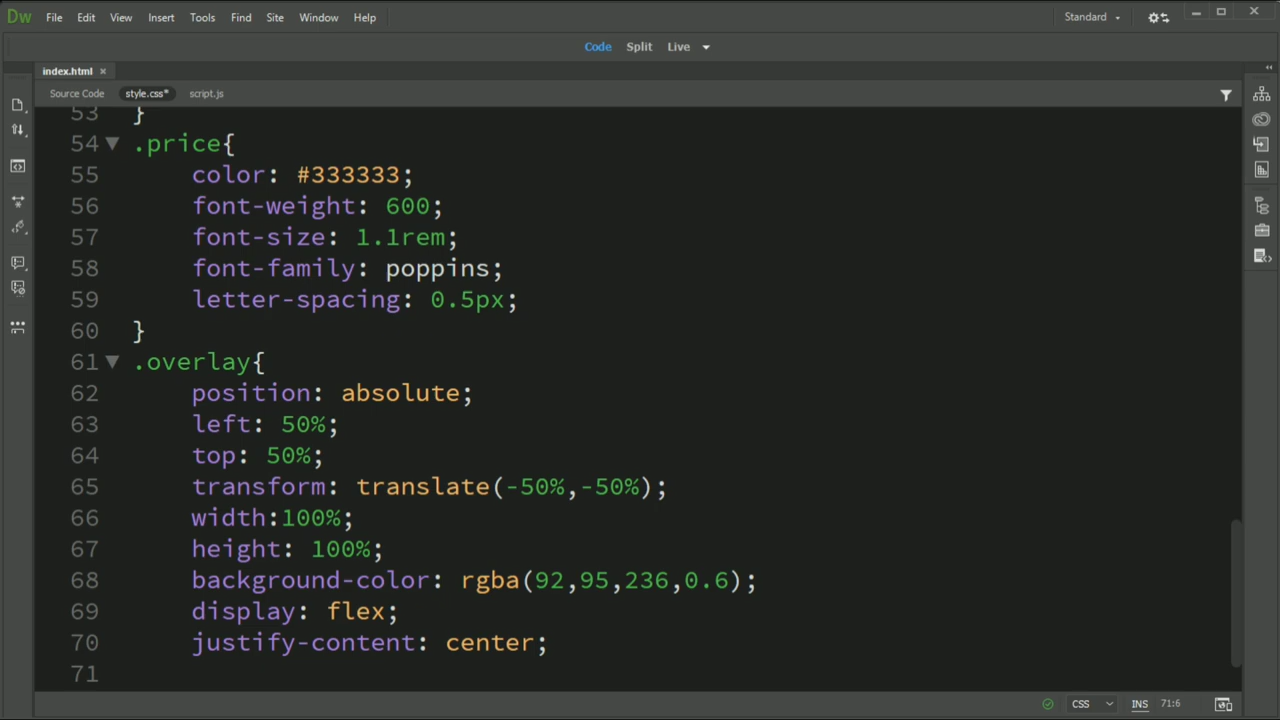 Dw File Edit View Insert Tools Find Site Window Help Standard
Code Split Live
index.html ×
Source Code style.css* script.js
53 }
54 .price{
55 color: #333333;
56 font-weight: 600;
57 font-size: 1.1rem;
58 font-family: poppins;
59 letter-spacing: 0.5px;
60 }
61 .overlay{
62 position: absolute;
63 left: 50%;
64 top: 50%;
65 transform: translate(-50%,-50%);
66 width:100%;
67 height: 100%;
68 background-color: rgba(92,95,236,0.6);
69 display: flex;
70 justify-content: center;
71
CSS INS 71:6